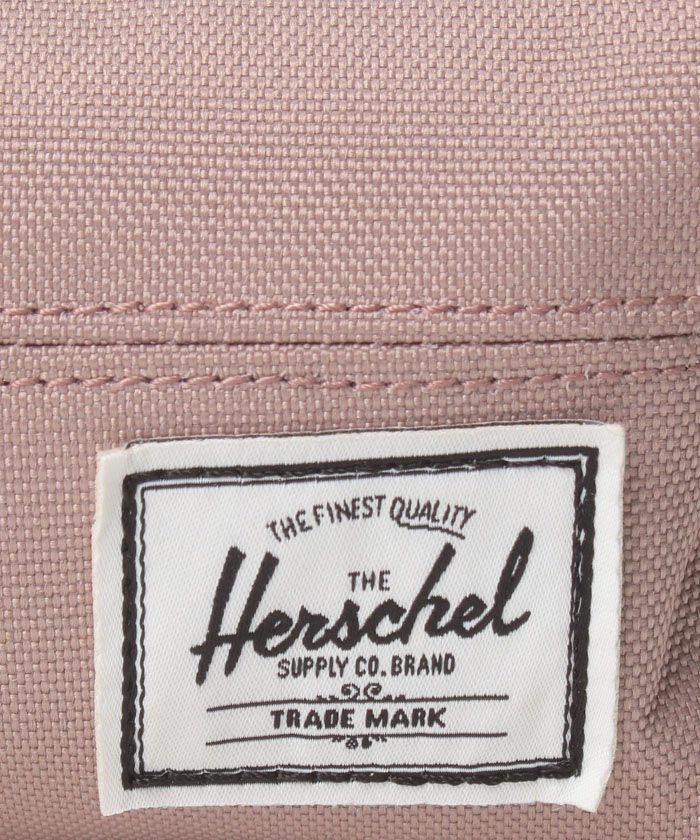 THE FINEST QUALITY
THE
Herschel
SUPPLY CO. BRAND
TRADE MARK